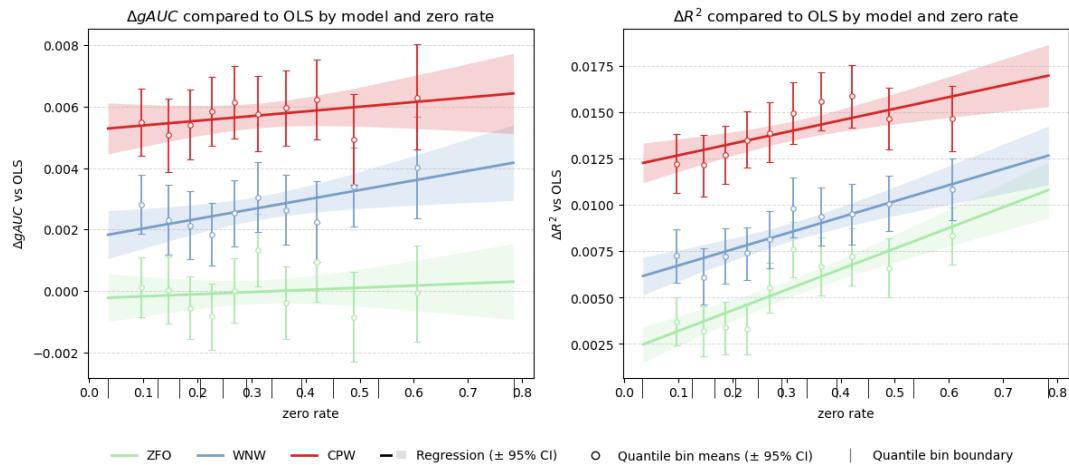 ΔgAUC compared to OLS by model and zero rate
ΔR² compared to OLS by model and zero rate
ΔgAUC vs OLS
0.008
0.006
0.004
0.002
0.000
−0.002
0.0 0.1 0.2 0.3 0.4 0.5 0.6 0.7 0.8
zero rate
ΔR² vs OLS
0.0175
0.0150
0.0125
0.0100
0.0075
0.0050
0.0025
0.0 0.1 0.2 0.3 0.4 0.5 0.6 0.7 0.8
zero rate
ZFO WNW CPW Regression (± 95% CI) Quantile bin means (± 95% CI) Quantile bin boundary